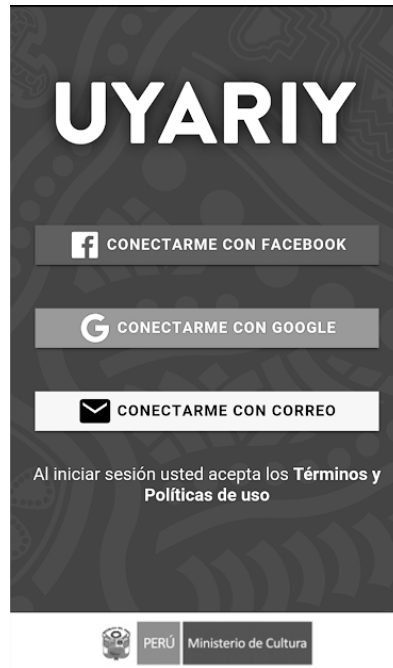 UYARIY
CONECTARME CON FACEBOOK
CONECTARME CON GOOGLE
CONECTARME CON CORREO
Al iniciar sesión usted acepta los Términos y
Políticas de uso
PERÚ Ministerio de Cultura